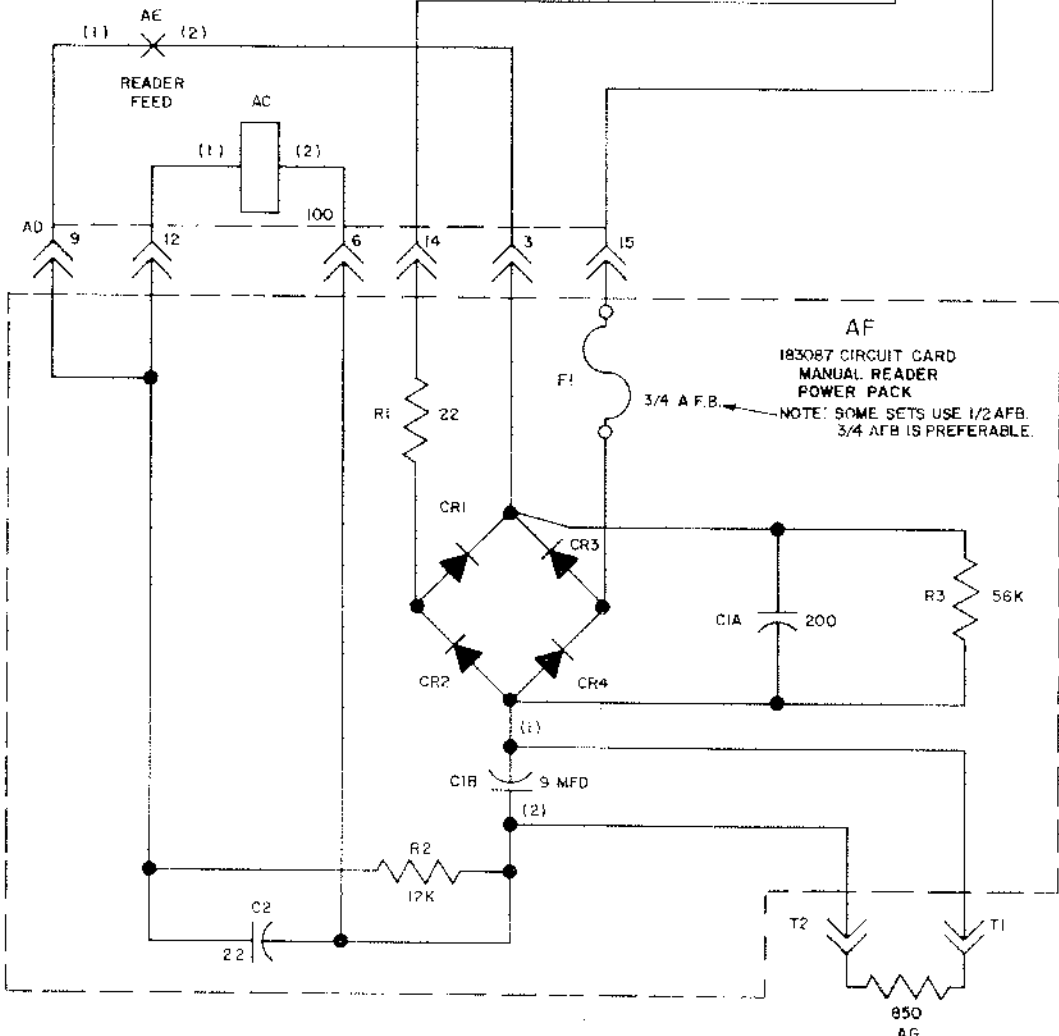 AE
(1) (2)
READER
FEED
AC
(1) (2)
100
AD 9 12 6 14 3 15
AF
183087 CIRCUIT CARD
MANUAL READER
POWER PACK
NOTE: SOME SETS USE 1/2 AFB.
3/4 AFB IS PREFERABLE.
F1
3/4 A F.B.
R1 22
CR1
CR3
R3 56K
C1A 200
CR2 CR4
(1)
C1B 9 MFD
(2)
R2
12K
C2
22
T2 T1
850
AG